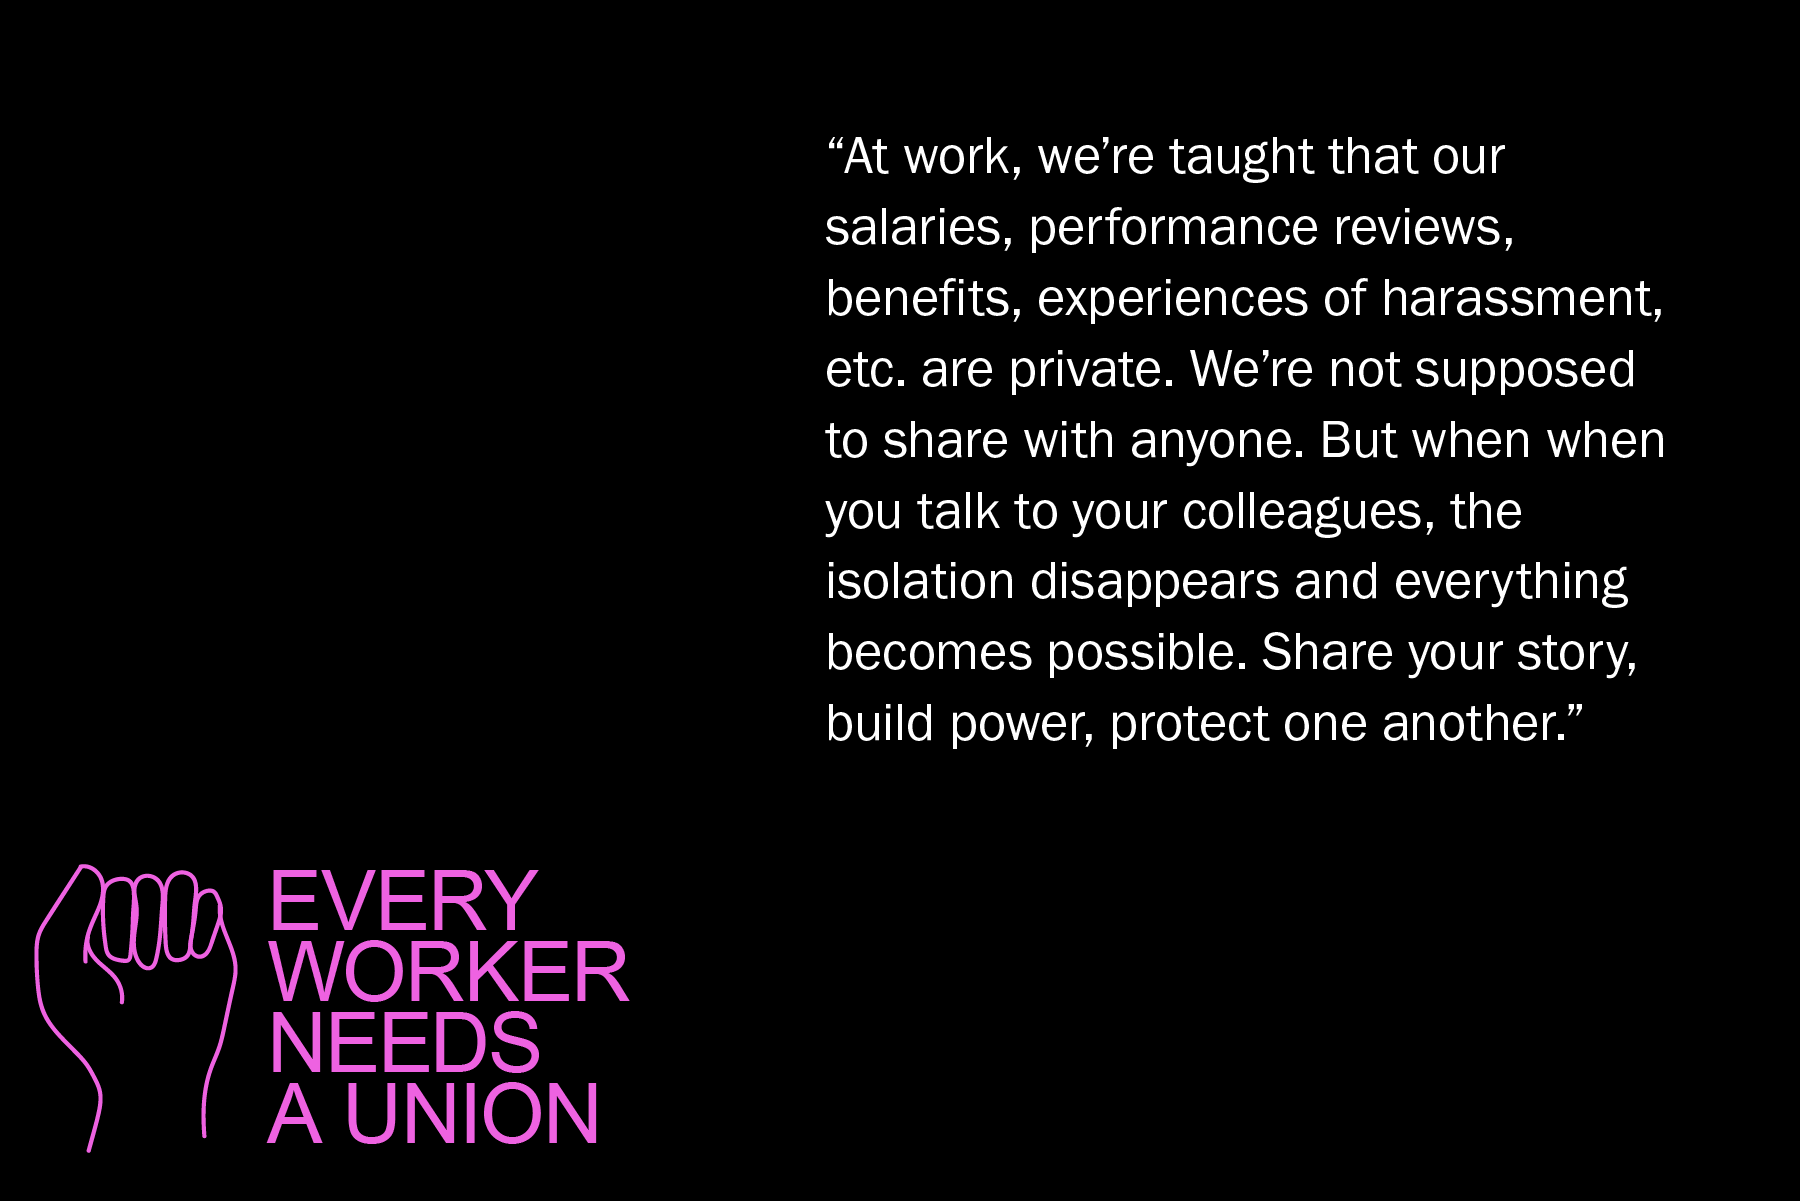 “At work, we’re taught that our
salaries, performance reviews,
benefits, experiences of harassment,
etc. are private. We’re not supposed
to share with anyone. But when when
you talk to your colleagues, the
isolation disappears and everything
becomes possible. Share your story,
build power, protect one another.”
EVERY
WORKER
NEEDS
A UNION